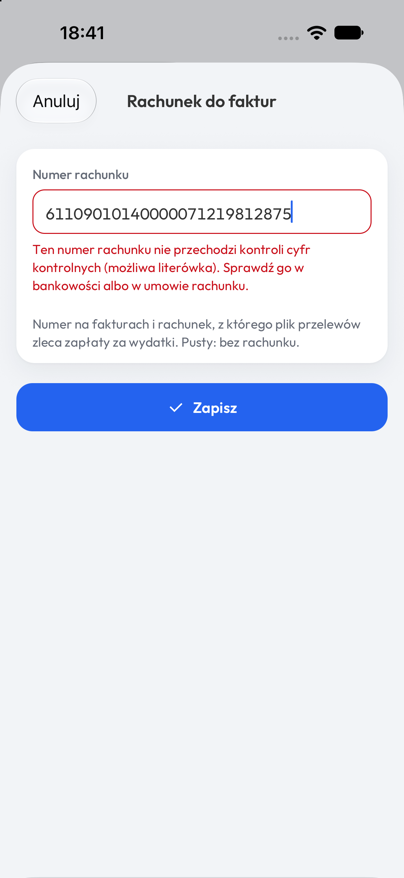 18:41
Anuluj
Rachunek do faktur
Numer rachunku
61109010140000071219812875
Ten numer rachunku nie przechodzi kontroli cyfr
kontrolnych (możliwa literówka). Sprawdź go w
bankowości albo w umowie rachunku.
Numer na fakturach i rachunek, z którego plik przelewów
zleca zapłaty za wydatki. Pusty: bez rachunku.
Zapisz